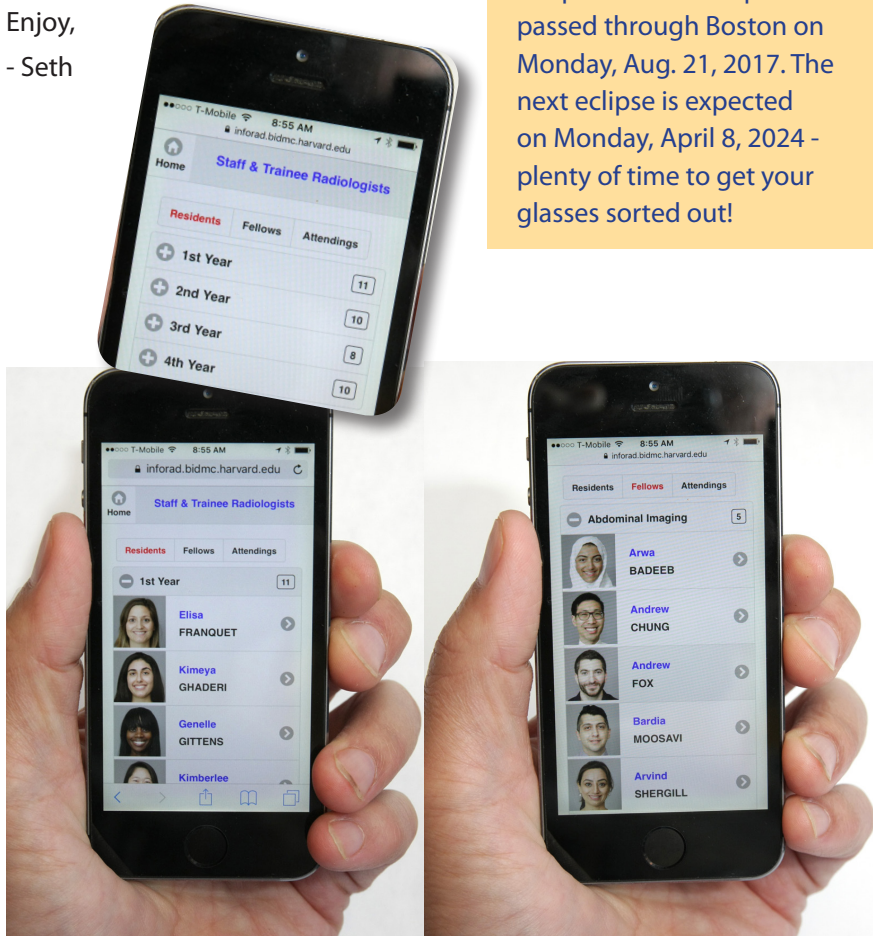 Enjoy,
- Seth
passed through Boston on
Monday, Aug. 21, 2017. The
next eclipse is expected
on Monday, April 8, 2024 -
plenty of time to get your
glasses sorted out!
T-Mobile 8:55 AM
inforad.bidmc.harvard.edu
Home
Staff & Trainee Radiologists
Residents Fellows Attendings
1st Year 11
2nd Year 10
3rd Year 8
4th Year 10
T-Mobile 8:55 AM
inforad.bidmc.harvard.edu
Home Staff & Trainee Radiologists
Residents Fellows Attendings
1st Year 11
Elisa
FRANQUET
Kimeya
GHADERI
Genelle
GITTENS
Kimberlee
T-Mobile 8:55 AM
inforad.bidmc.harvard.edu
Residents Fellows Attendings
Abdominal Imaging 5
Arwa
BADEEB
Andrew
CHUNG
Andrew
FOX
Bardia
MOOSAVI
Arvind
SHERGILL